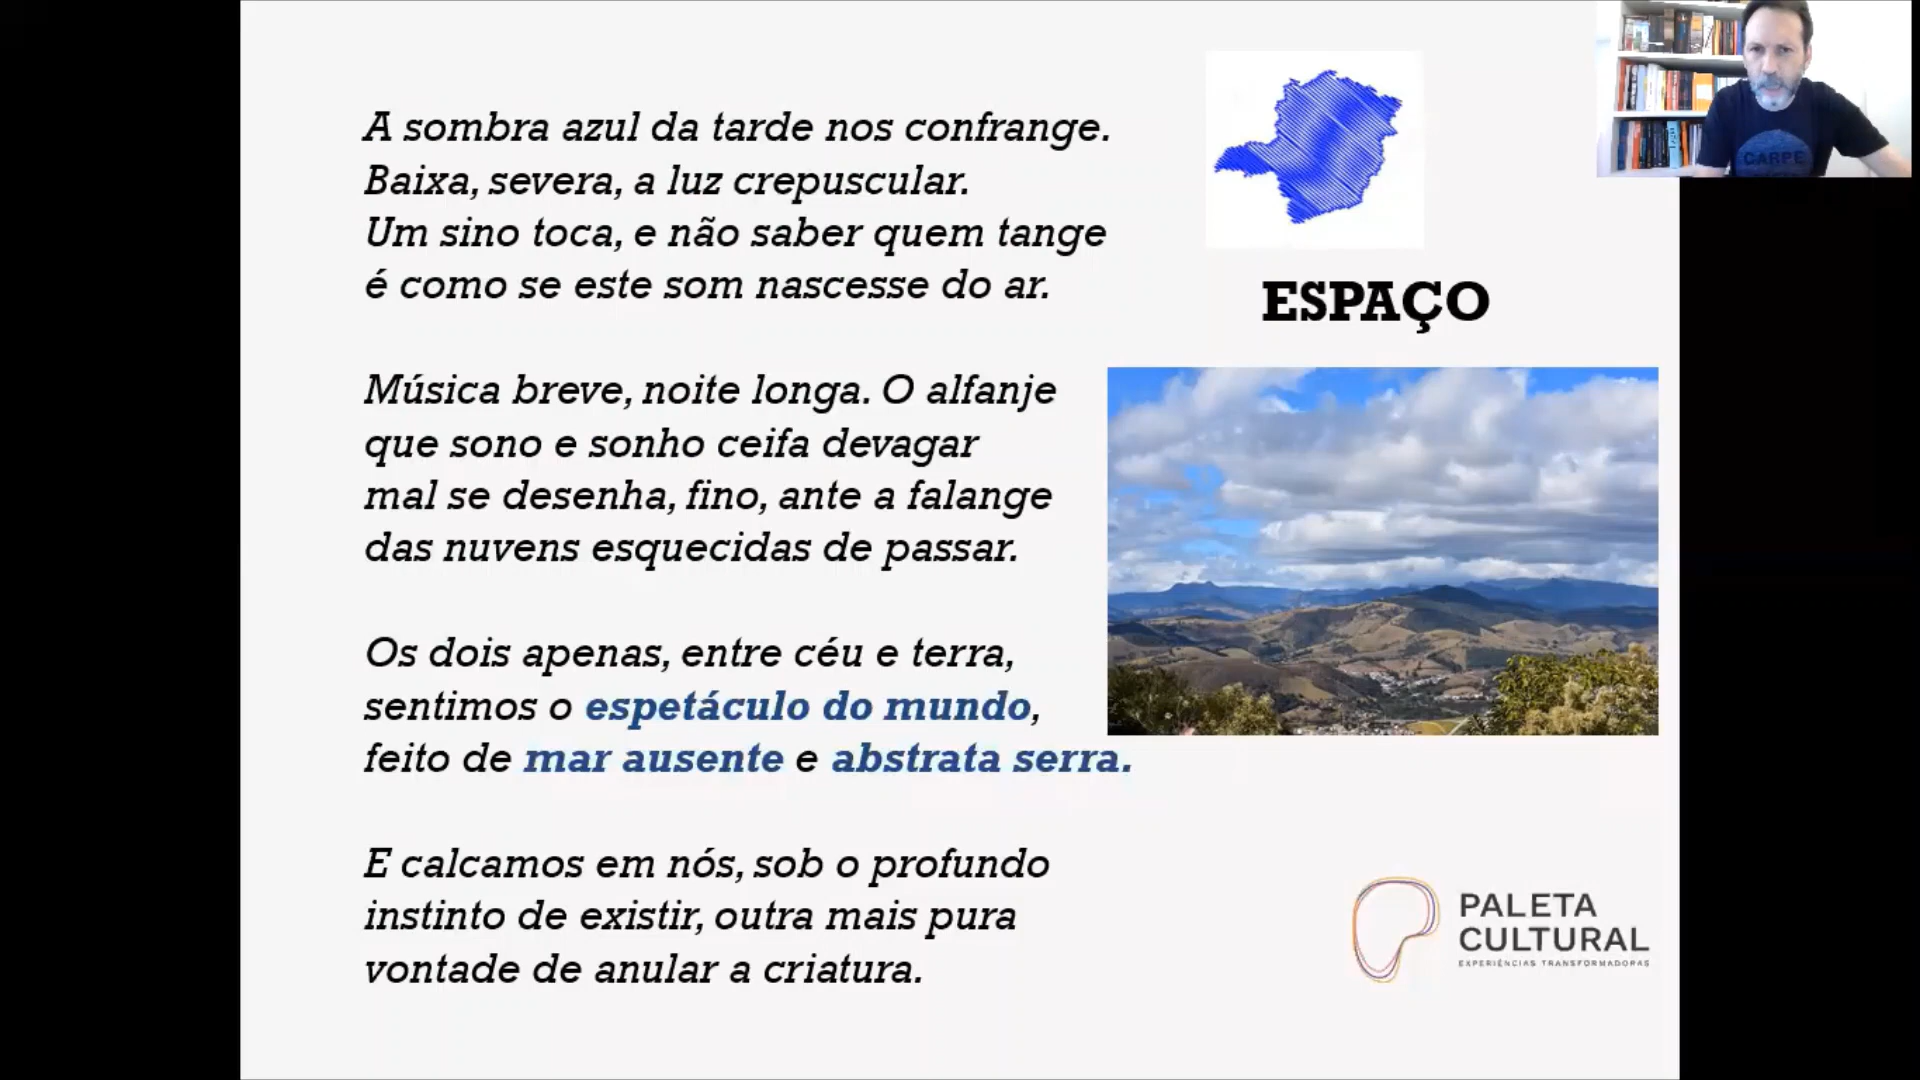 A sombra azul da tarde nos confrange.
Baixa, severa, a luz crepuscular.
Um sino toca, e não saber quem tange
é como se este som nascesse do ar.
Música breve, noite longa. O alfanje
que sono e sonho ceifa devagar
mal se desenha, fino, ante a falange
das nuvens esquecidas de passar.
Os dois apenas, entre céu e terra,
sentimos o espetáculo do mundo,
feito de mar ausente e abstrata serra.
E calcamos em nós, sob o profundo
instinto de existir, outra mais pura
vontade de anular a criatura.
ESPAÇO
PALETA
CULTURAL
EXPERIÊNCIAS TRANSFORMADORAS
CARPE